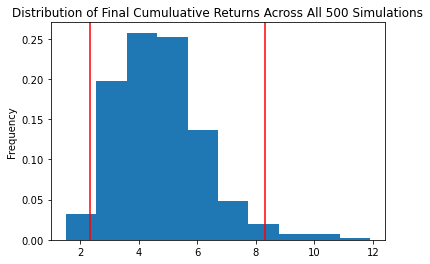 Distribution of Final Cumuluative Returns Across All 500 Simulations
0.25
0.20
0.15
0.10
0.05
0.00
Frequency
2 4 6 8 10 12